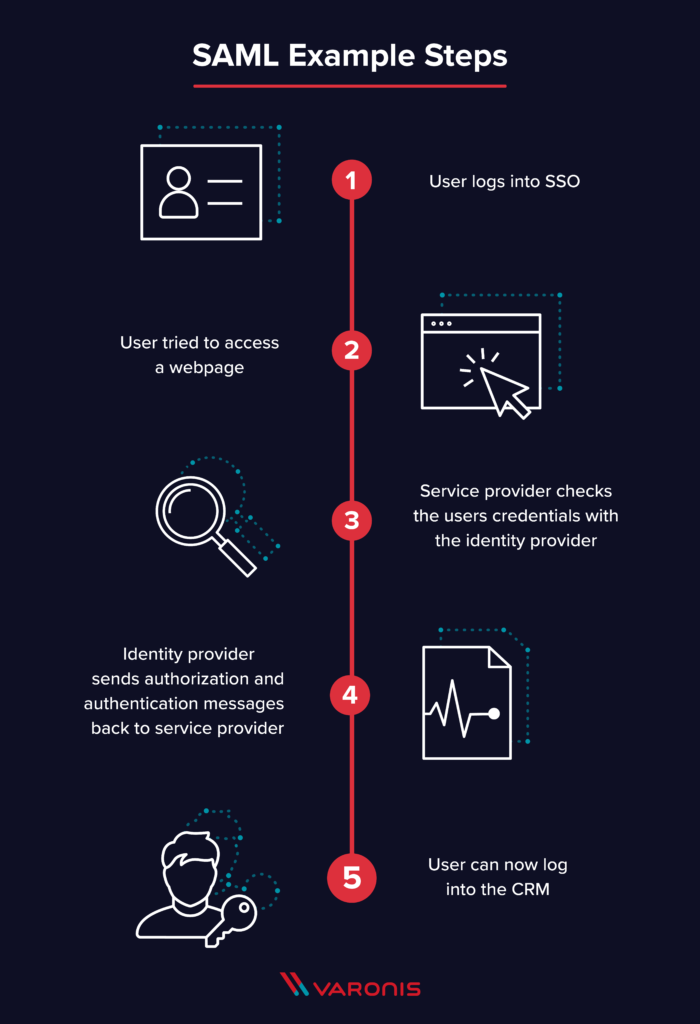 SAML Example Steps
1
User logs into SSO
User tried to access
a webpage
2
3
Service provider checks
the users credentials with
the identity provider
Identity provider
sends authorization and
authentication messages
back to service provider
4
5
User can now log
into the CRM
VARONIS